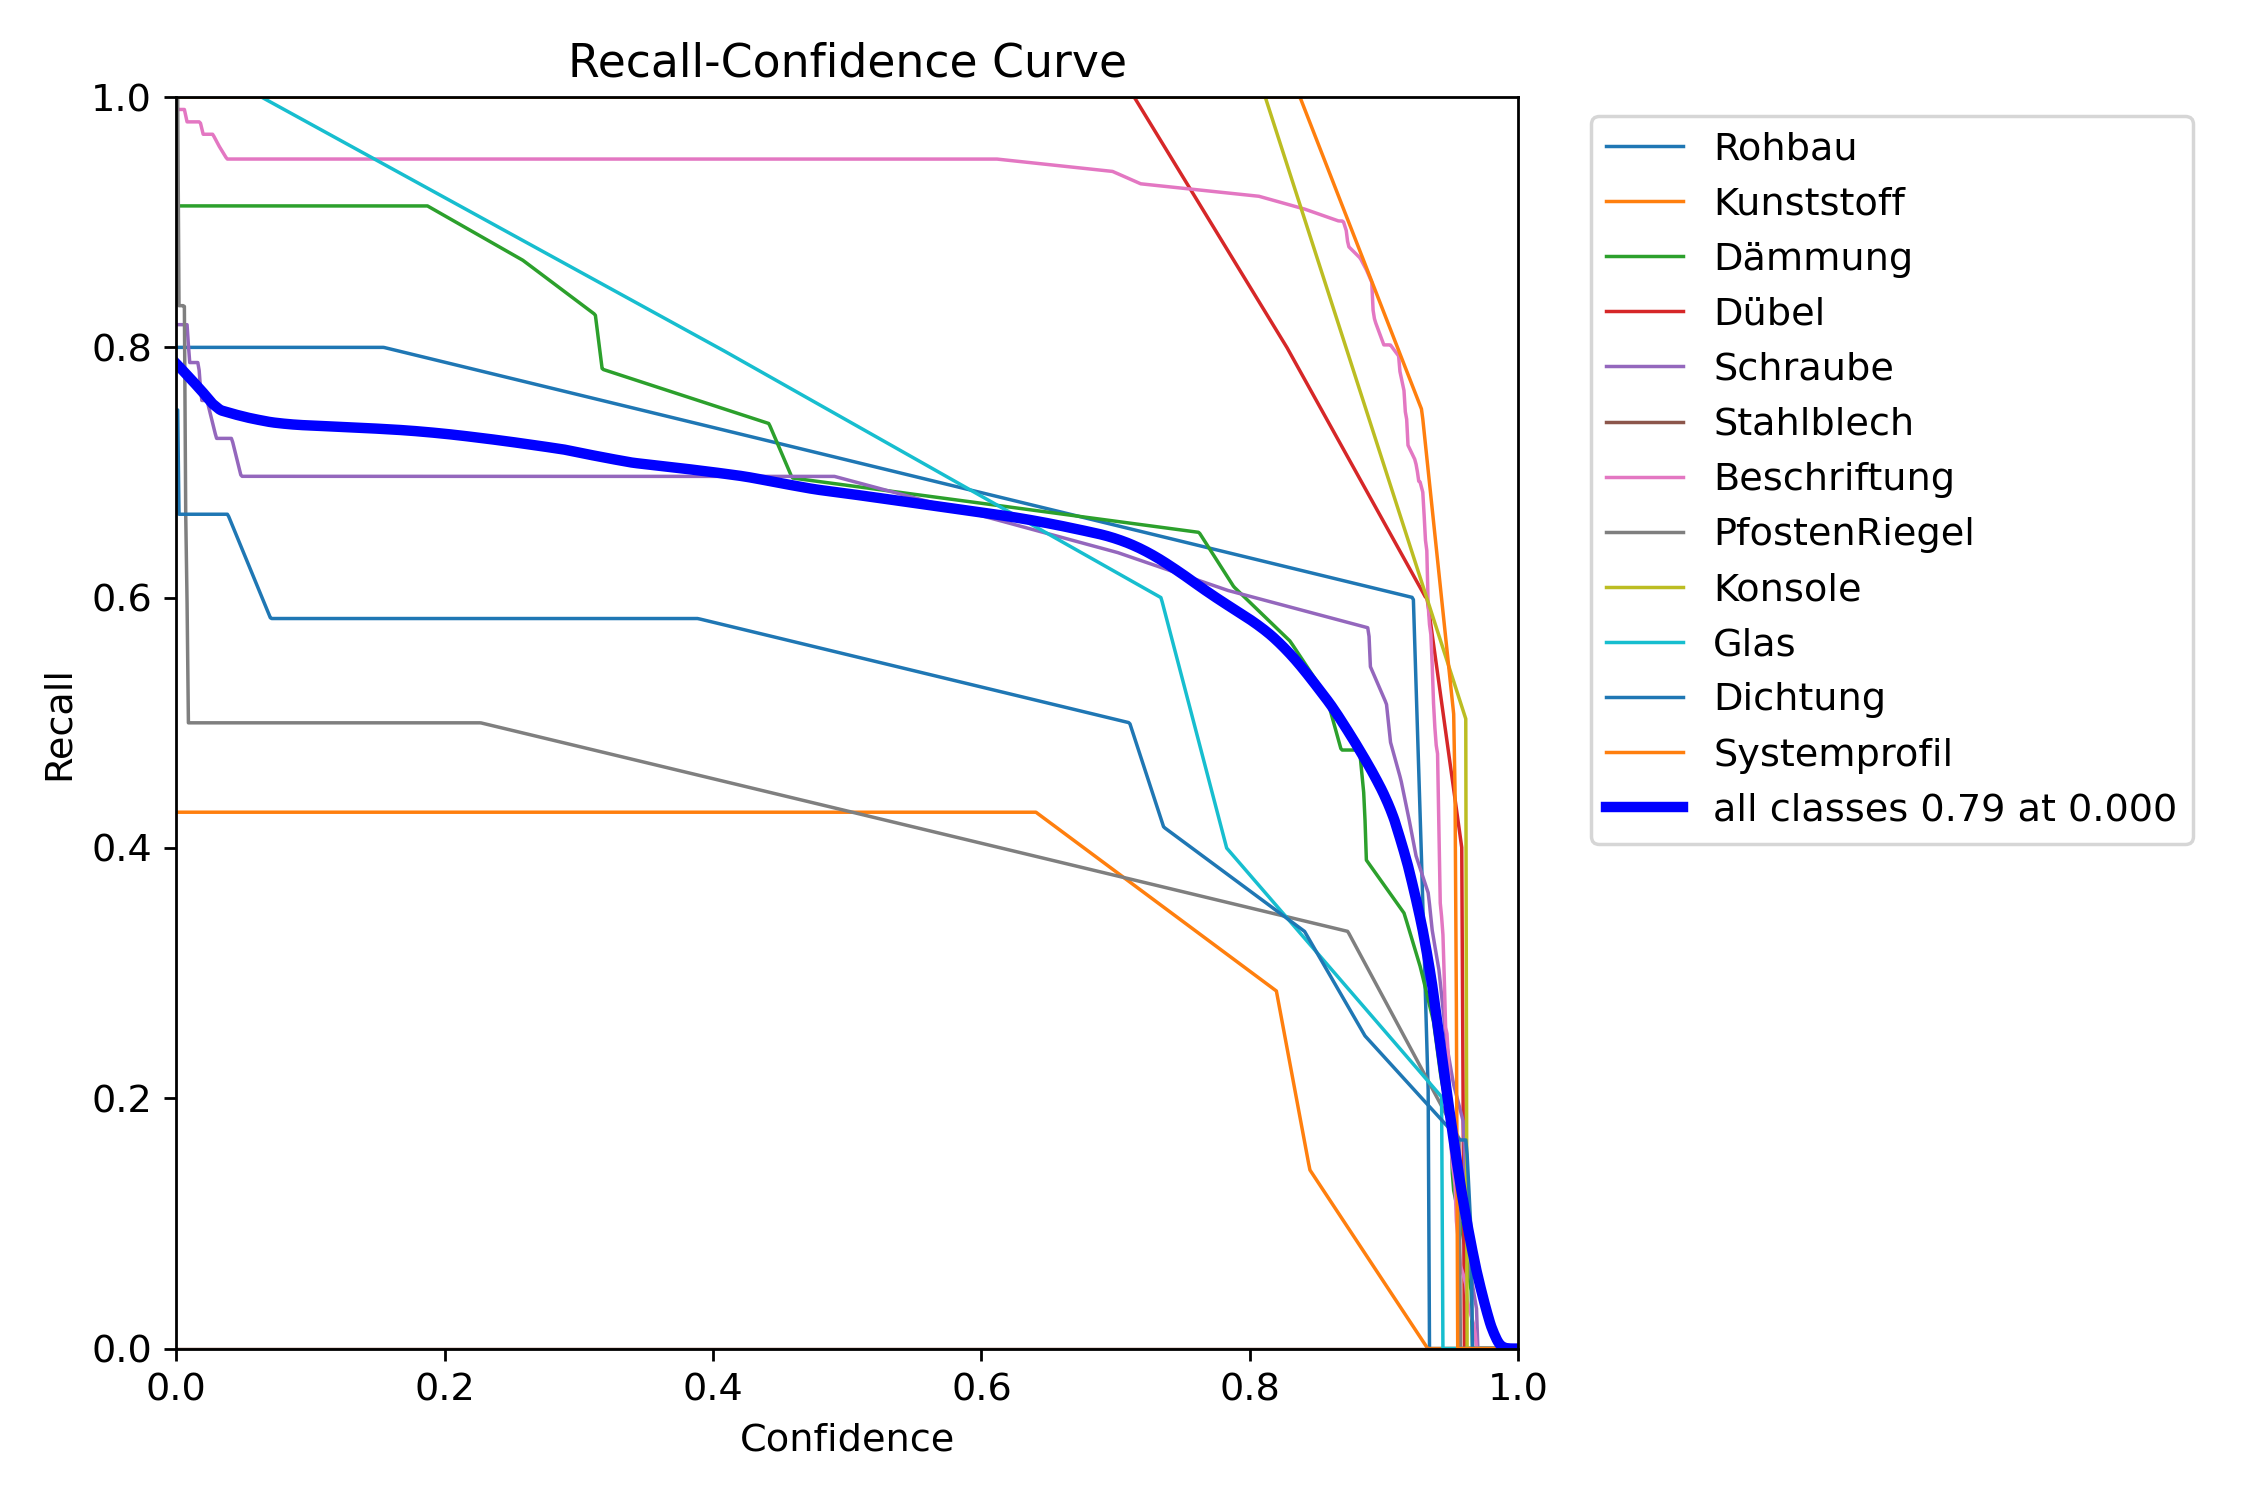 Recall-Confidence Curve
1.0
0.8
0.6
0.4
0.2
0.0
Recall
0.0 0.2 0.4 0.6 0.8 1.0
Confidence
Rohbau
Kunststoff
Dämmung
Dübel
Schraube
Stahlblech
Beschriftung
PfostenRiegel
Konsole
Glas
Dichtung
Systemprofil
all classes 0.79 at 0.000